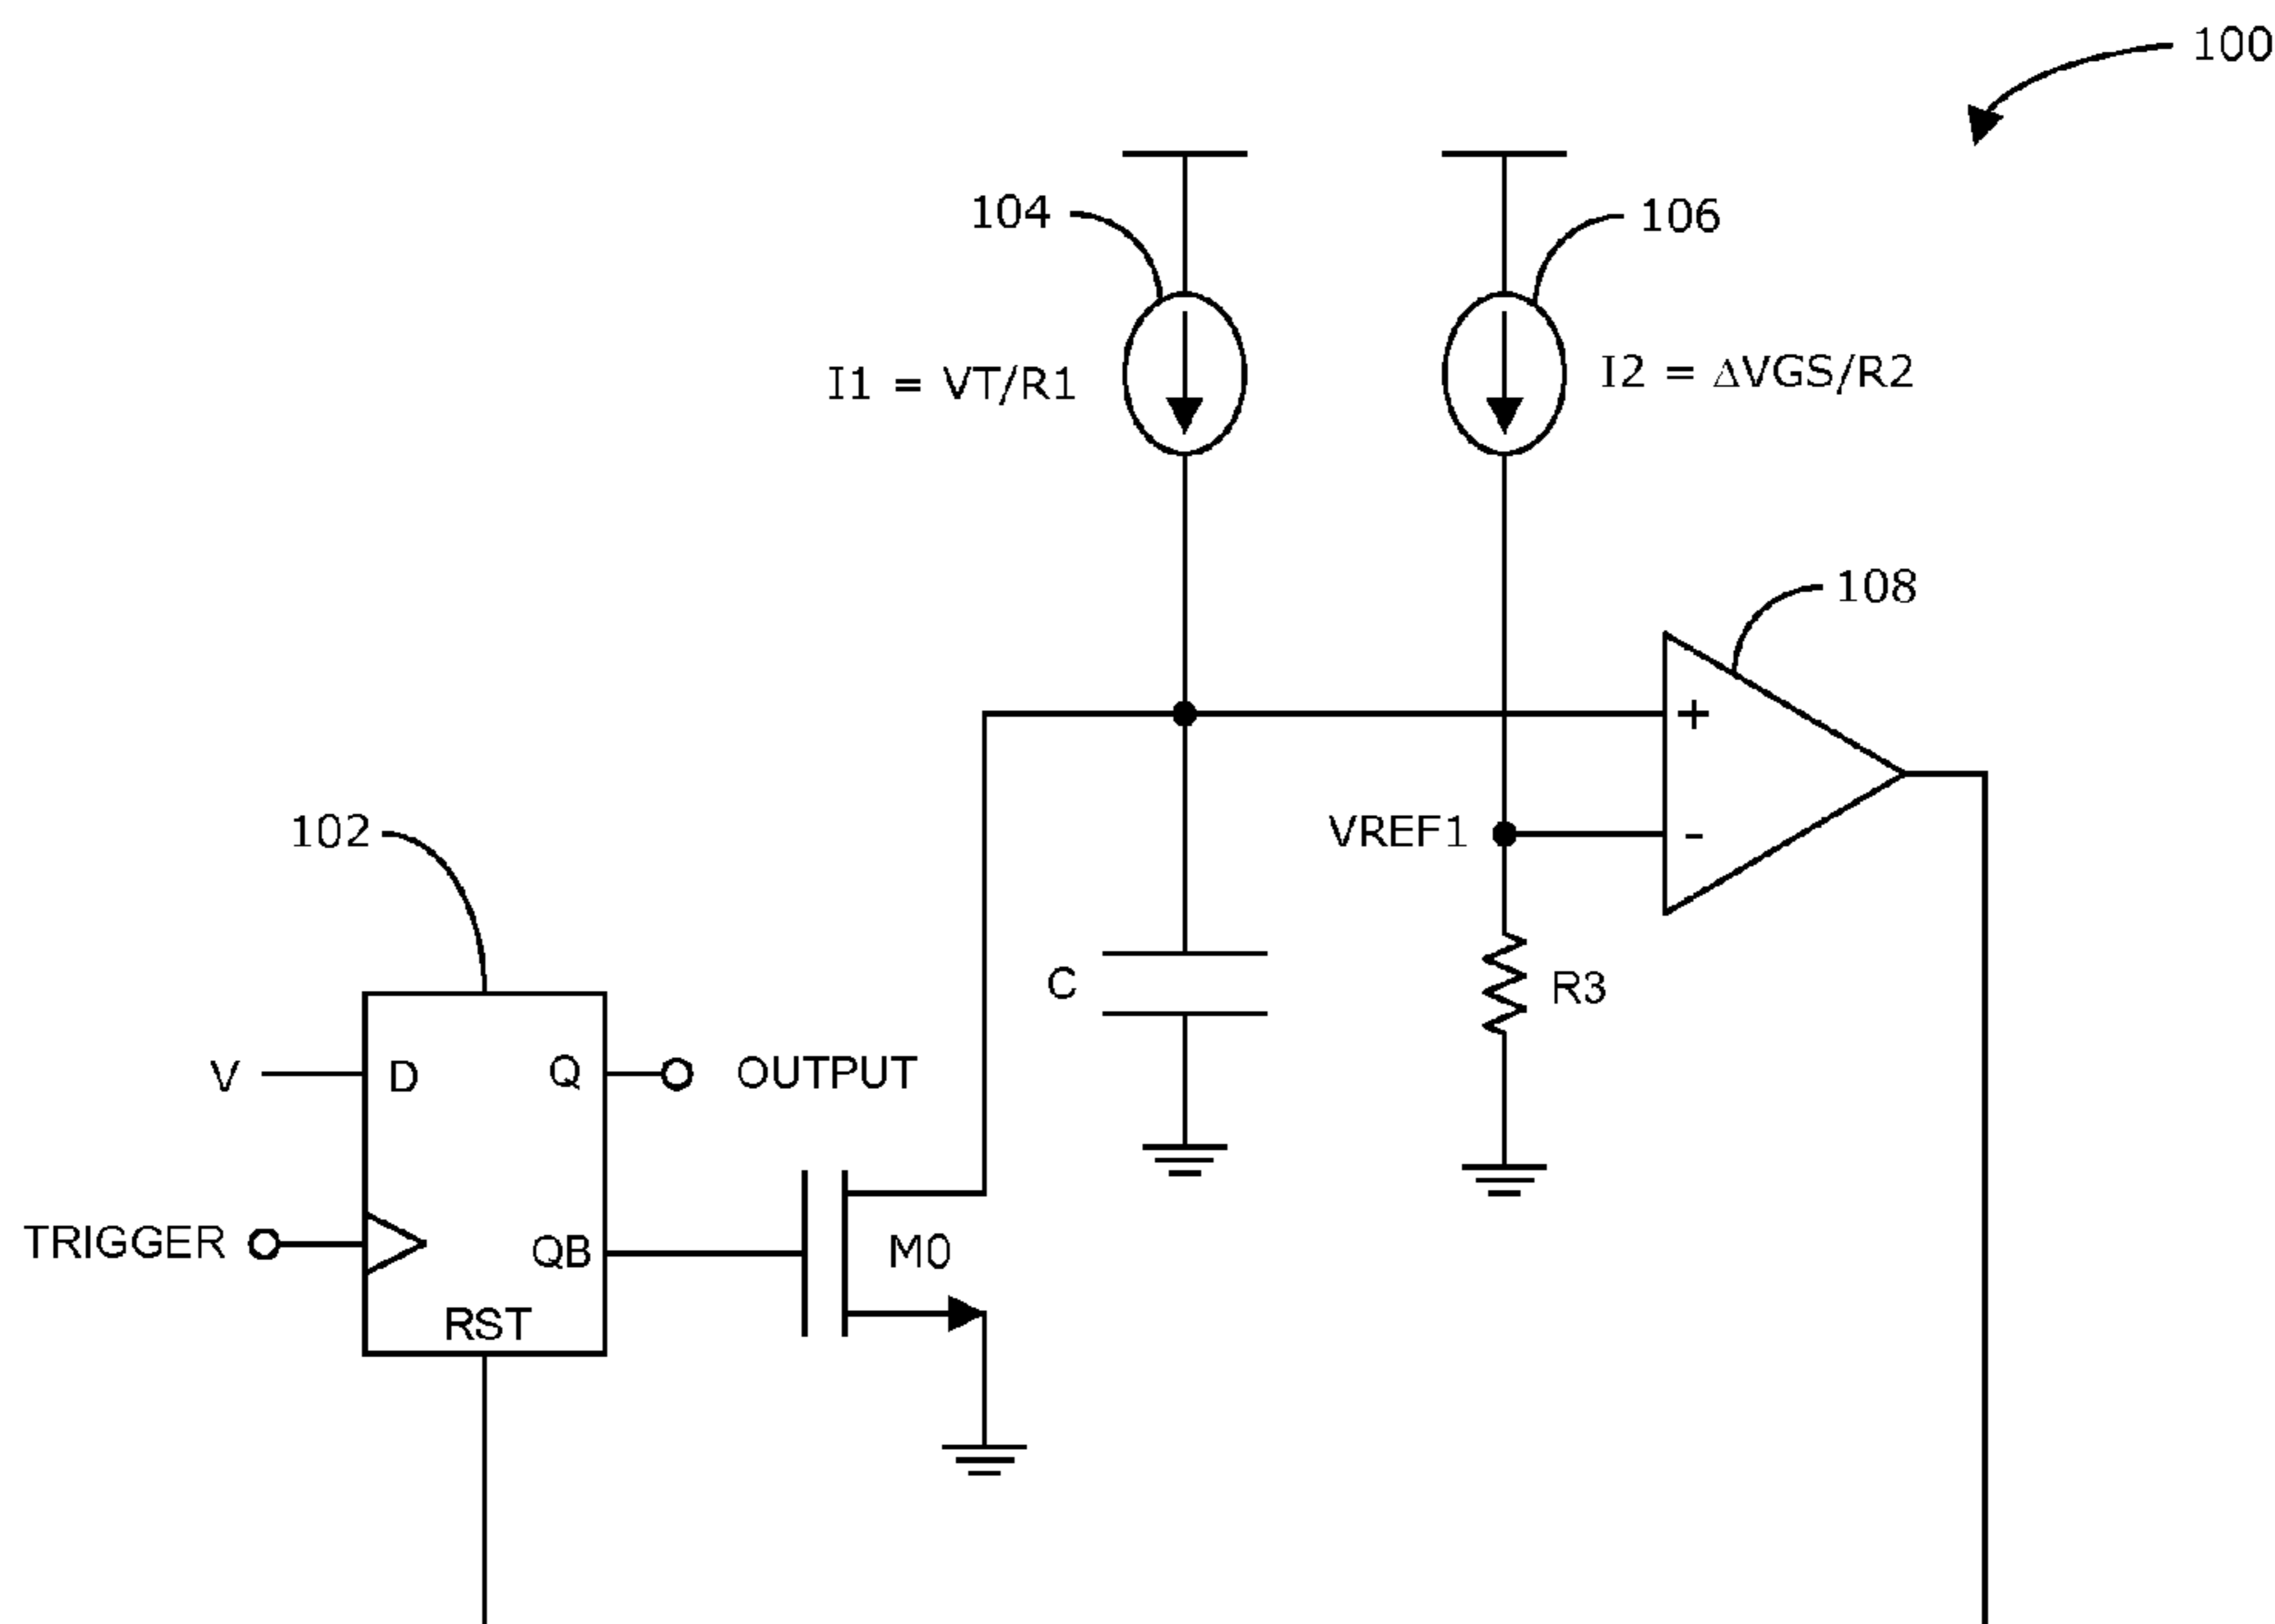 100
104
106
I1 = VT/R1
I2 = ΔVGS/R2
108
+
VREF1
-
102
C
R3
V
D
Q
OUTPUT
TRIGGER
QB
M0
RST